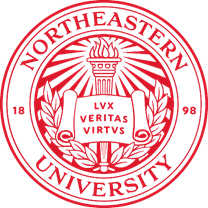 NORTHEASTERN
18 98
LVX
VERITAS
VIRTVS
UNIVERSITY